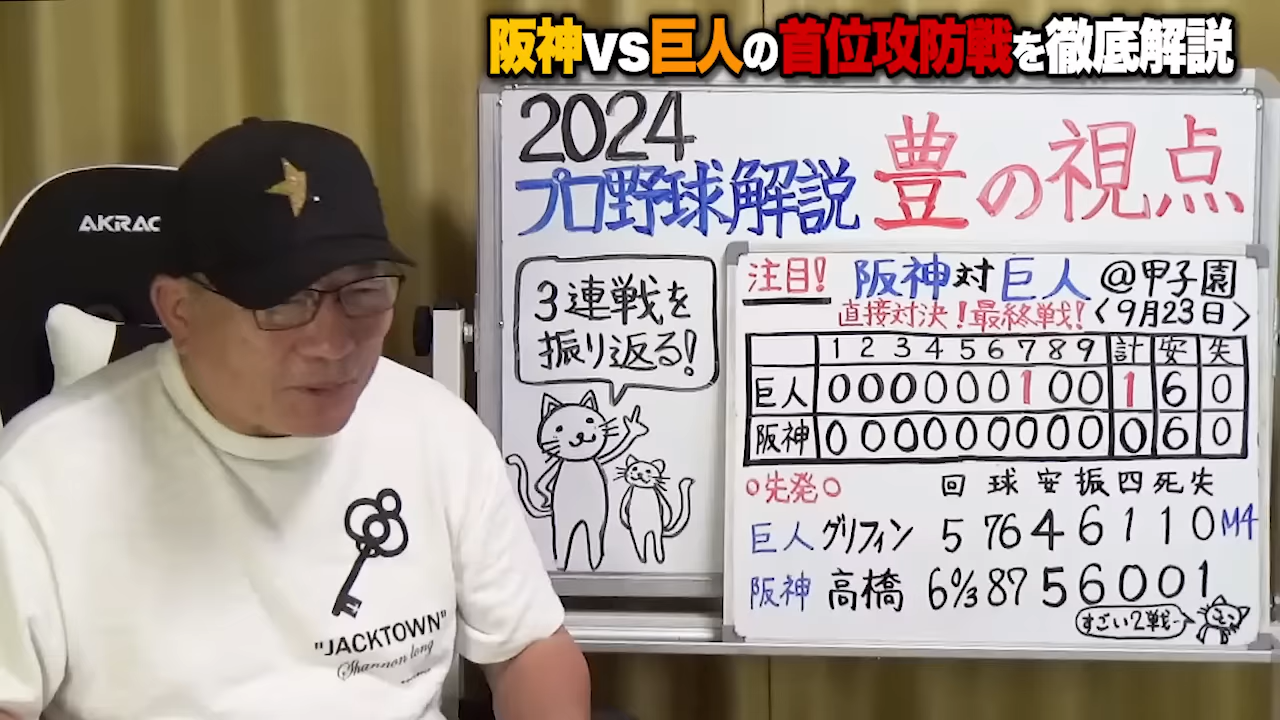 阪神vs巨人の首位攻防戦を徹底解説
2024
プロ野球解説 豊の視点
3連戦を
振り返る!
注目! 阪神対巨人 @甲子園
直接対決!最終戦! <9月23日>
1 2 3 4 5 6 7 8 9 計 安 失
巨人 0 0 0 0 0 0 1 0 0 1 6 0
阪神 0 0 0 0 0 0 0 0 0 0 6 0
○先発○ 回 球 安 振 四 死 失
巨人 グリフィン 5 76 4 6 1 1 0 M4
阪神 高橋 6 0/3 87 5 6 0 0 1
すごい2戦…
AKRAC
"JACKTOWN"
Shannon long